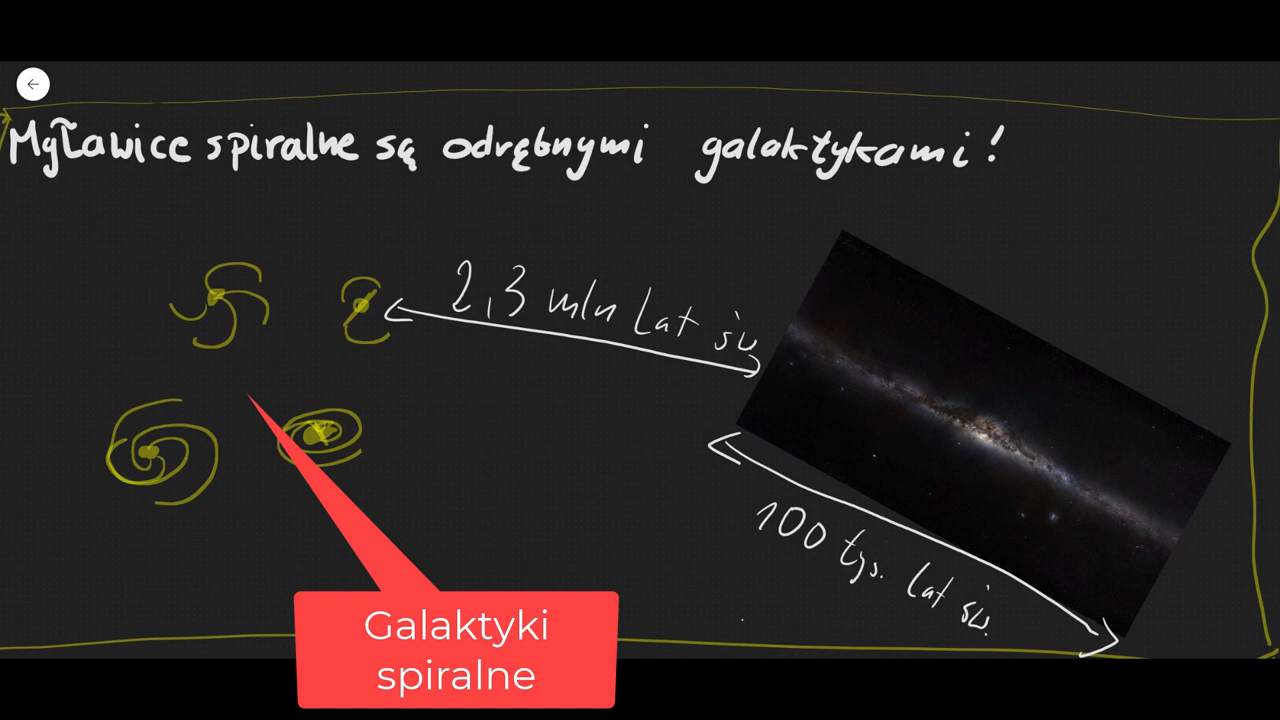 Mgławice spiralne są odrębnymi galaktykami!
2,3 mln lat św.
100 tys. lat św.
Galaktyki
spiralne